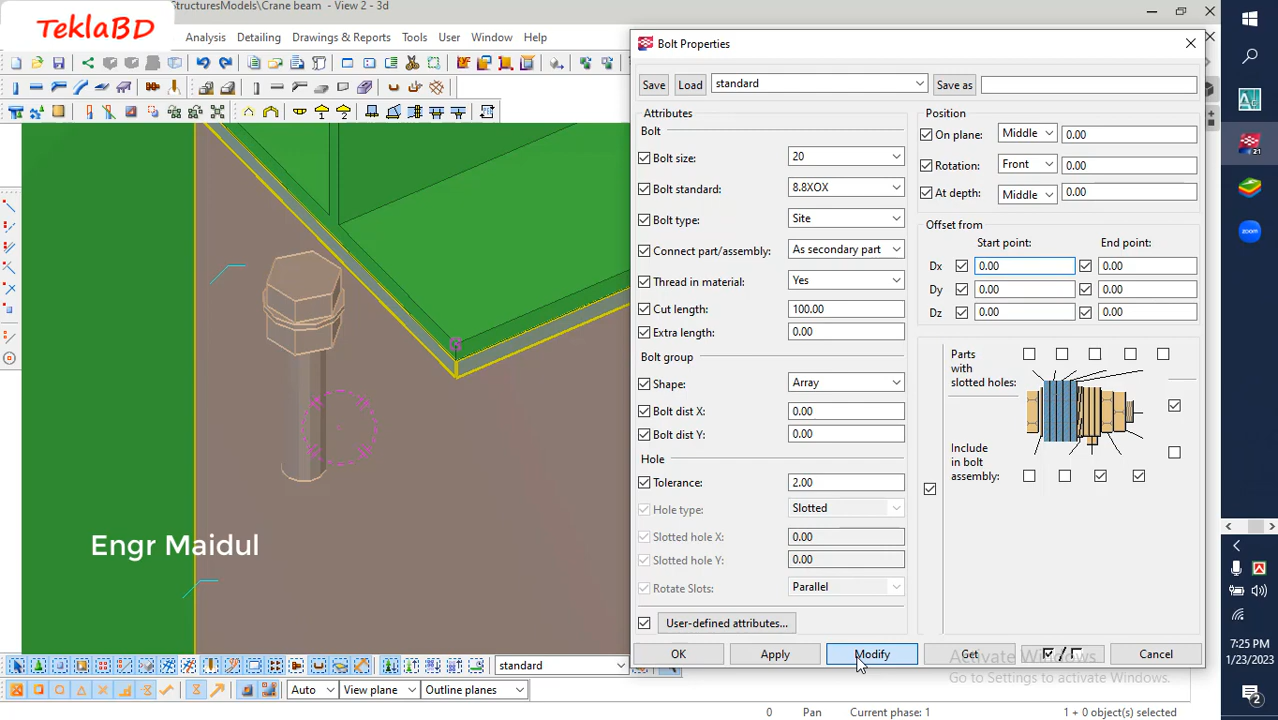 StructuresModels\Crane beam - View 2 - 3d
TeklaBD
Analysis Detailing Drawings & Reports Tools User Window Help
Bolt Properties
Save Load standard Save as
Attributes
Bolt
Bolt size: 20
Bolt standard: 8.8XOX
Bolt type: Site
Connect part/assembly: As secondary part
Thread in material: Yes
Cut length: 100.00
Extra length: 0.00
Bolt group
Shape: Array
Bolt dist X: 0.00
Bolt dist Y: 0.00
Hole
Tolerance: 2.00
Hole type: Slotted
Slotted hole X: 0.00
Slotted hole Y: 0.00
Rotate Slots: Parallel
User-defined attributes...
Position
On plane: Middle 0.00
Rotation: Front 0.00
At depth: Middle 0.00
Offset from
Start point: End point:
Dx 0.00 0.00
Dy 0.00 0.00
Dz 0.00 0.00
Parts
with
slotted holes:
Include
in bolt
assembly:
OK Apply Modify Get Cancel
Activate Windows
Go to Settings to activate Windows.
Engr Maidul
standard
Auto View plane Outline planes
0 Pan Current phase: 1 1 + 0 object(s) selected
21
zoom
7:25 PM
1/23/2023
2